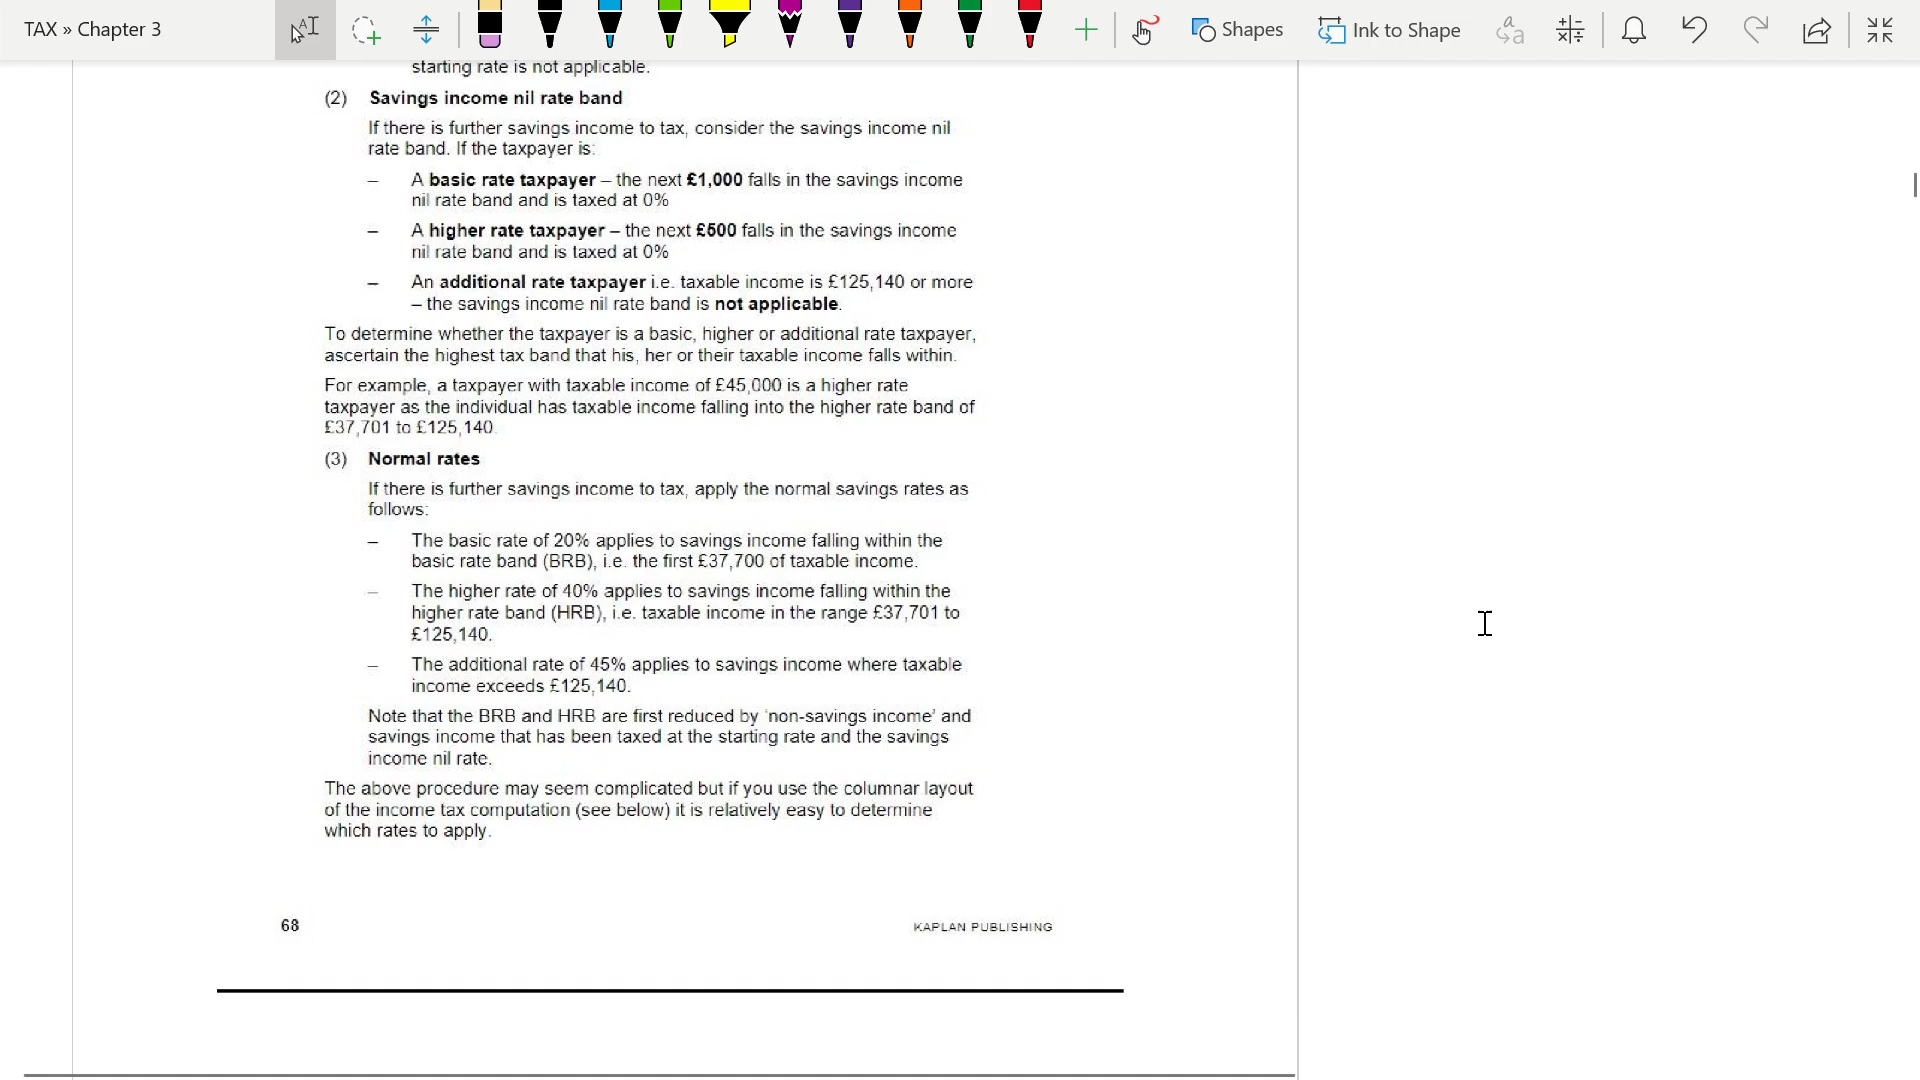 TAX » Chapter 3
Shapes
Ink to Shape
starting rate is not applicable.
(2) Savings income nil rate band
If there is further savings income to tax, consider the savings income nil
rate band. If the taxpayer is:
– A basic rate taxpayer – the next £1,000 falls in the savings income
nil rate band and is taxed at 0%
– A higher rate taxpayer – the next £500 falls in the savings income
nil rate band and is taxed at 0%
– An additional rate taxpayer i.e. taxable income is £125,140 or more
– the savings income nil rate band is not applicable.
To determine whether the taxpayer is a basic, higher or additional rate taxpayer,
ascertain the highest tax band that his, her or their taxable income falls within.
For example, a taxpayer with taxable income of £45,000 is a higher rate
taxpayer as the individual has taxable income falling into the higher rate band of
£37,701 to £125,140.
(3) Normal rates
If there is further savings income to tax, apply the normal savings rates as
follows:
– The basic rate of 20% applies to savings income falling within the
basic rate band (BRB), i.e. the first £37,700 of taxable income.
– The higher rate of 40% applies to savings income falling within the
higher rate band (HRB), i.e. taxable income in the range £37,701 to
£125,140.
– The additional rate of 45% applies to savings income where taxable
income exceeds £125,140.
Note that the BRB and HRB are first reduced by 'non-savings income' and
savings income that has been taxed at the starting rate and the savings
income nil rate.
The above procedure may seem complicated but if you use the columnar layout
of the income tax computation (see below) it is relatively easy to determine
which rates to apply.
68
KAPLAN PUBLISHING